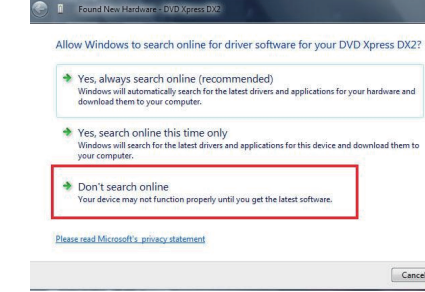 Found New Hardware - DVD Xpress DX2
Allow Windows to search online for driver software for your DVD Xpress DX2?
Yes, always search online (recommended)
Windows will automatically search for the latest drivers and applications for your hardware and
download them to your computer.
Yes, search online this time only
Windows will search for the latest drivers and applications for this device and download them to
your computer.
Don't search online
Your device may not function properly until you get the latest software.
Please read Microsoft's privacy statement
Cancel